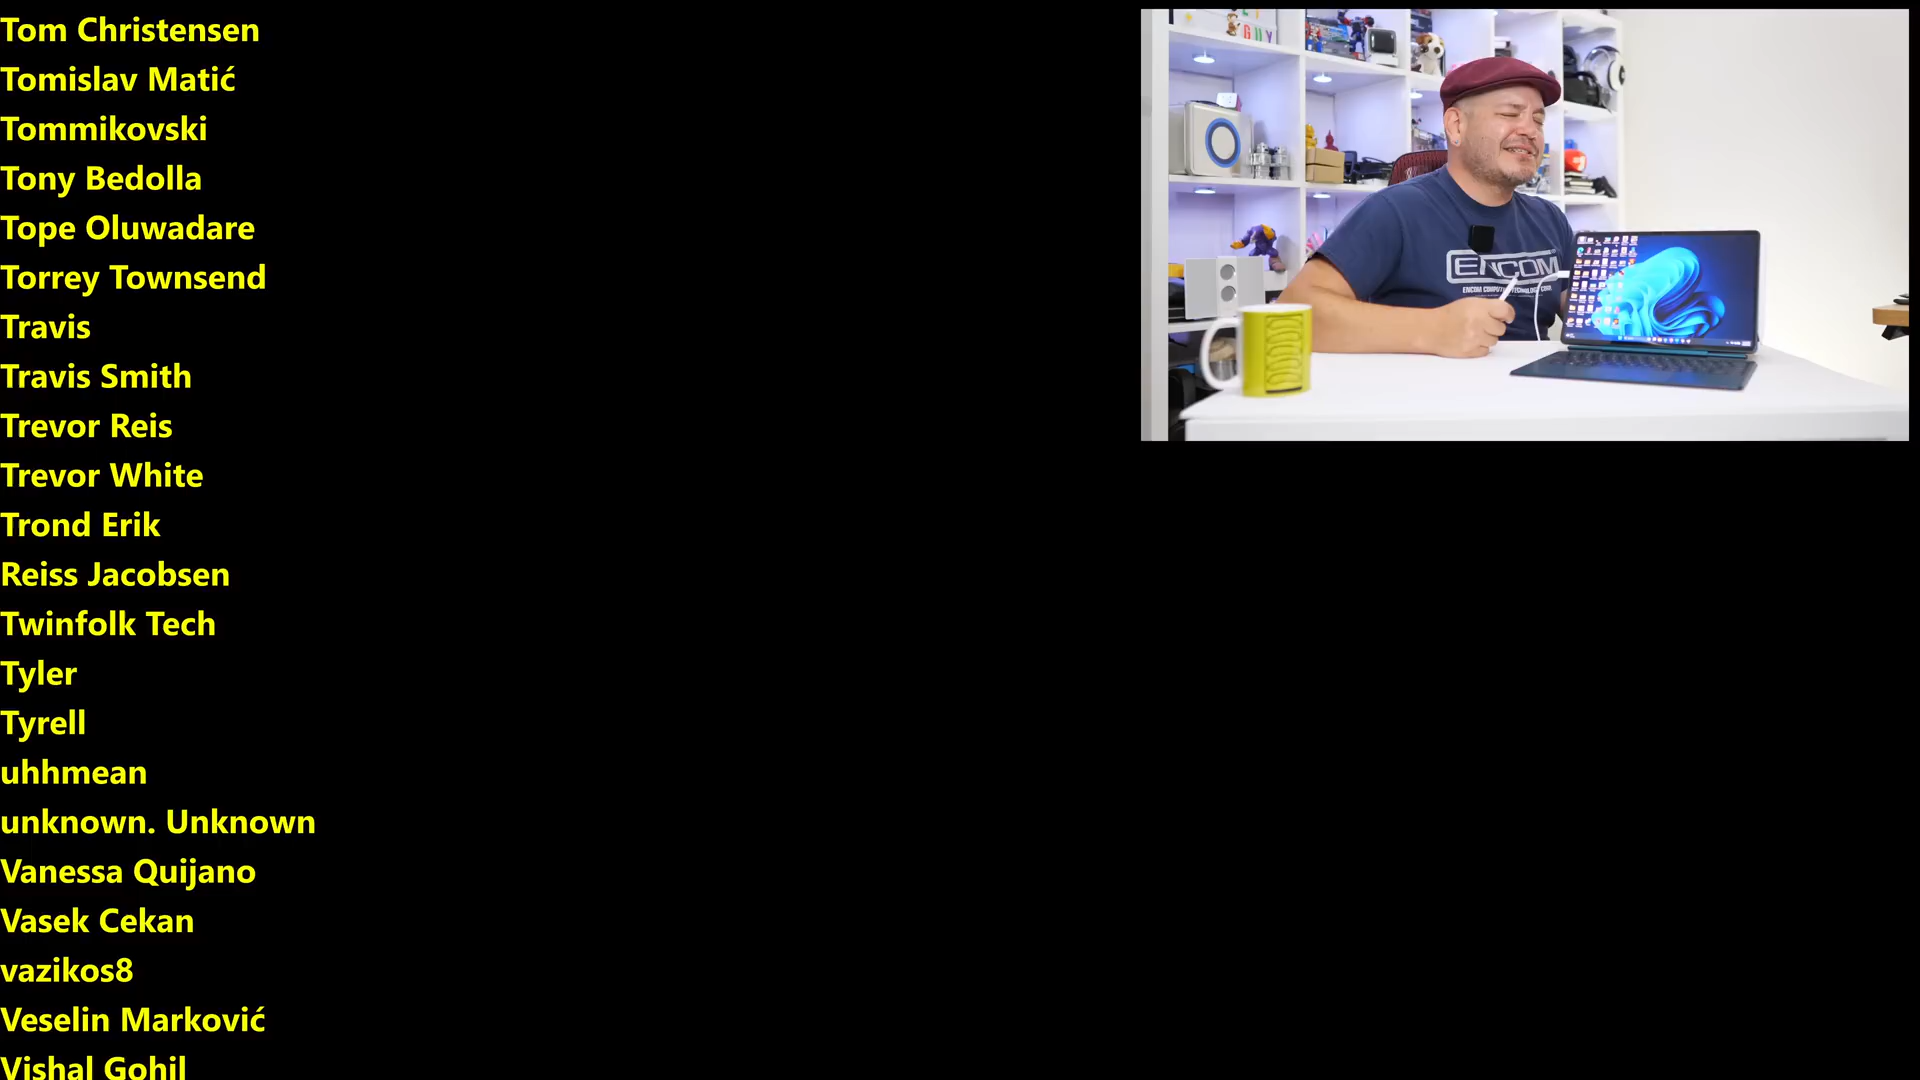 Tom Christensen
Tomislav Matić
Tommikovski
Tony Bedolla
Tope Oluwadare
Torrey Townsend
Travis
Travis Smith
Trevor Reis
Trevor White
Trond Erik
Reiss Jacobsen
Twinfolk Tech
Tyler
Tyrell
uhhmean
unknown. Unknown
Vanessa Quijano
Vasek Cekan
vazikos8
Veselin Marković
Vishal Gohil
GUY
ENCOM